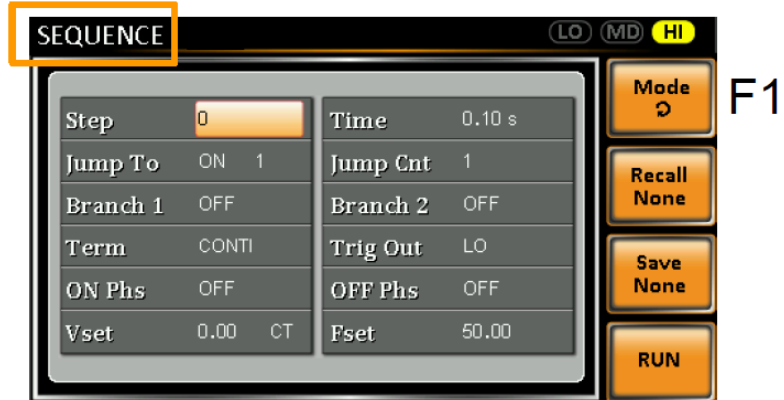 SEQUENCE LO MD HI
Mode
F1
Step 0 Time 0.10 s
Jump To ON 1 Jump Cnt 1
Recall
None
Branch 1 OFF Branch 2 OFF
Term CONTI Trig Out LO
Save
None
ON Phs OFF OFF Phs OFF
Vset 0.00 CT Fset 50.00
RUN